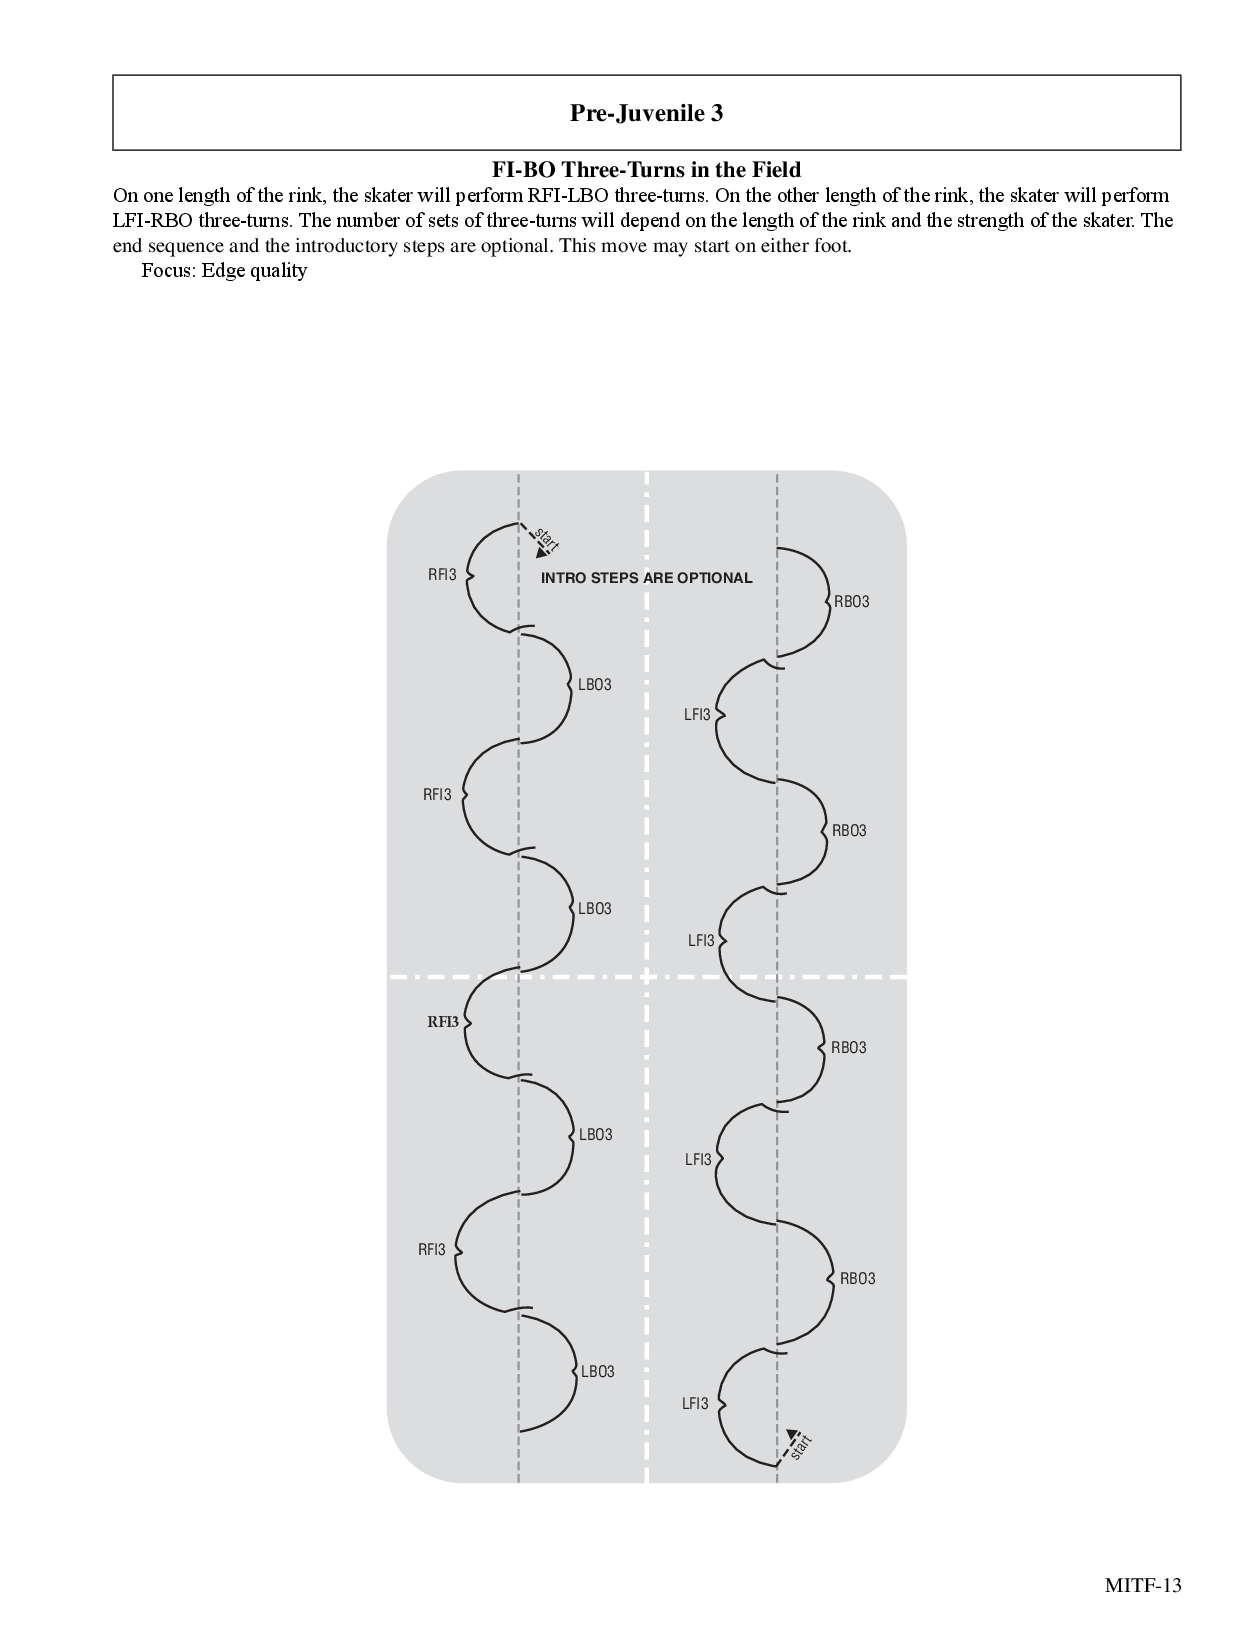 Pre-Juvenile 3
FI-BO Three-Turns in the Field
On one length of the rink, the skater will perform RFI-LBO three-turns. On the other length of the rink, the skater will perform
LFI-RBO three-turns. The number of sets of three-turns will depend on the length of the rink and the strength of the skater. The
end sequence and the introductory steps are optional. This move may start on either foot.
Focus: Edge quality
start
RFI3
INTRO STEPS ARE OPTIONAL
RBO3
LBO3
LFI3
RFI3
RBO3
LBO3
LFI3
RFI3
RBO3
LBO3
LFI3
RFI3
RBO3
LBO3
LFI3
start
MITF-13